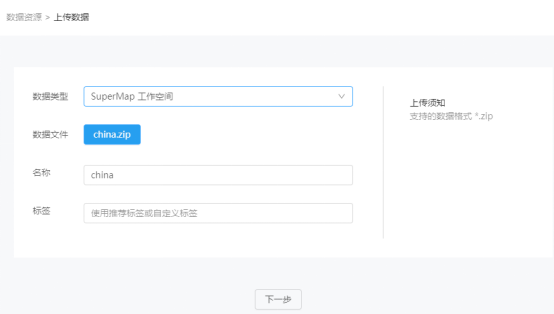 数据资源 > 上传数据
数据类型 SuperMap 工作空间
上传须知
支持的数据格式 *.zip
数据文件 china.zip
名称 china
标签 使用推荐标签或自定义标签
下一步